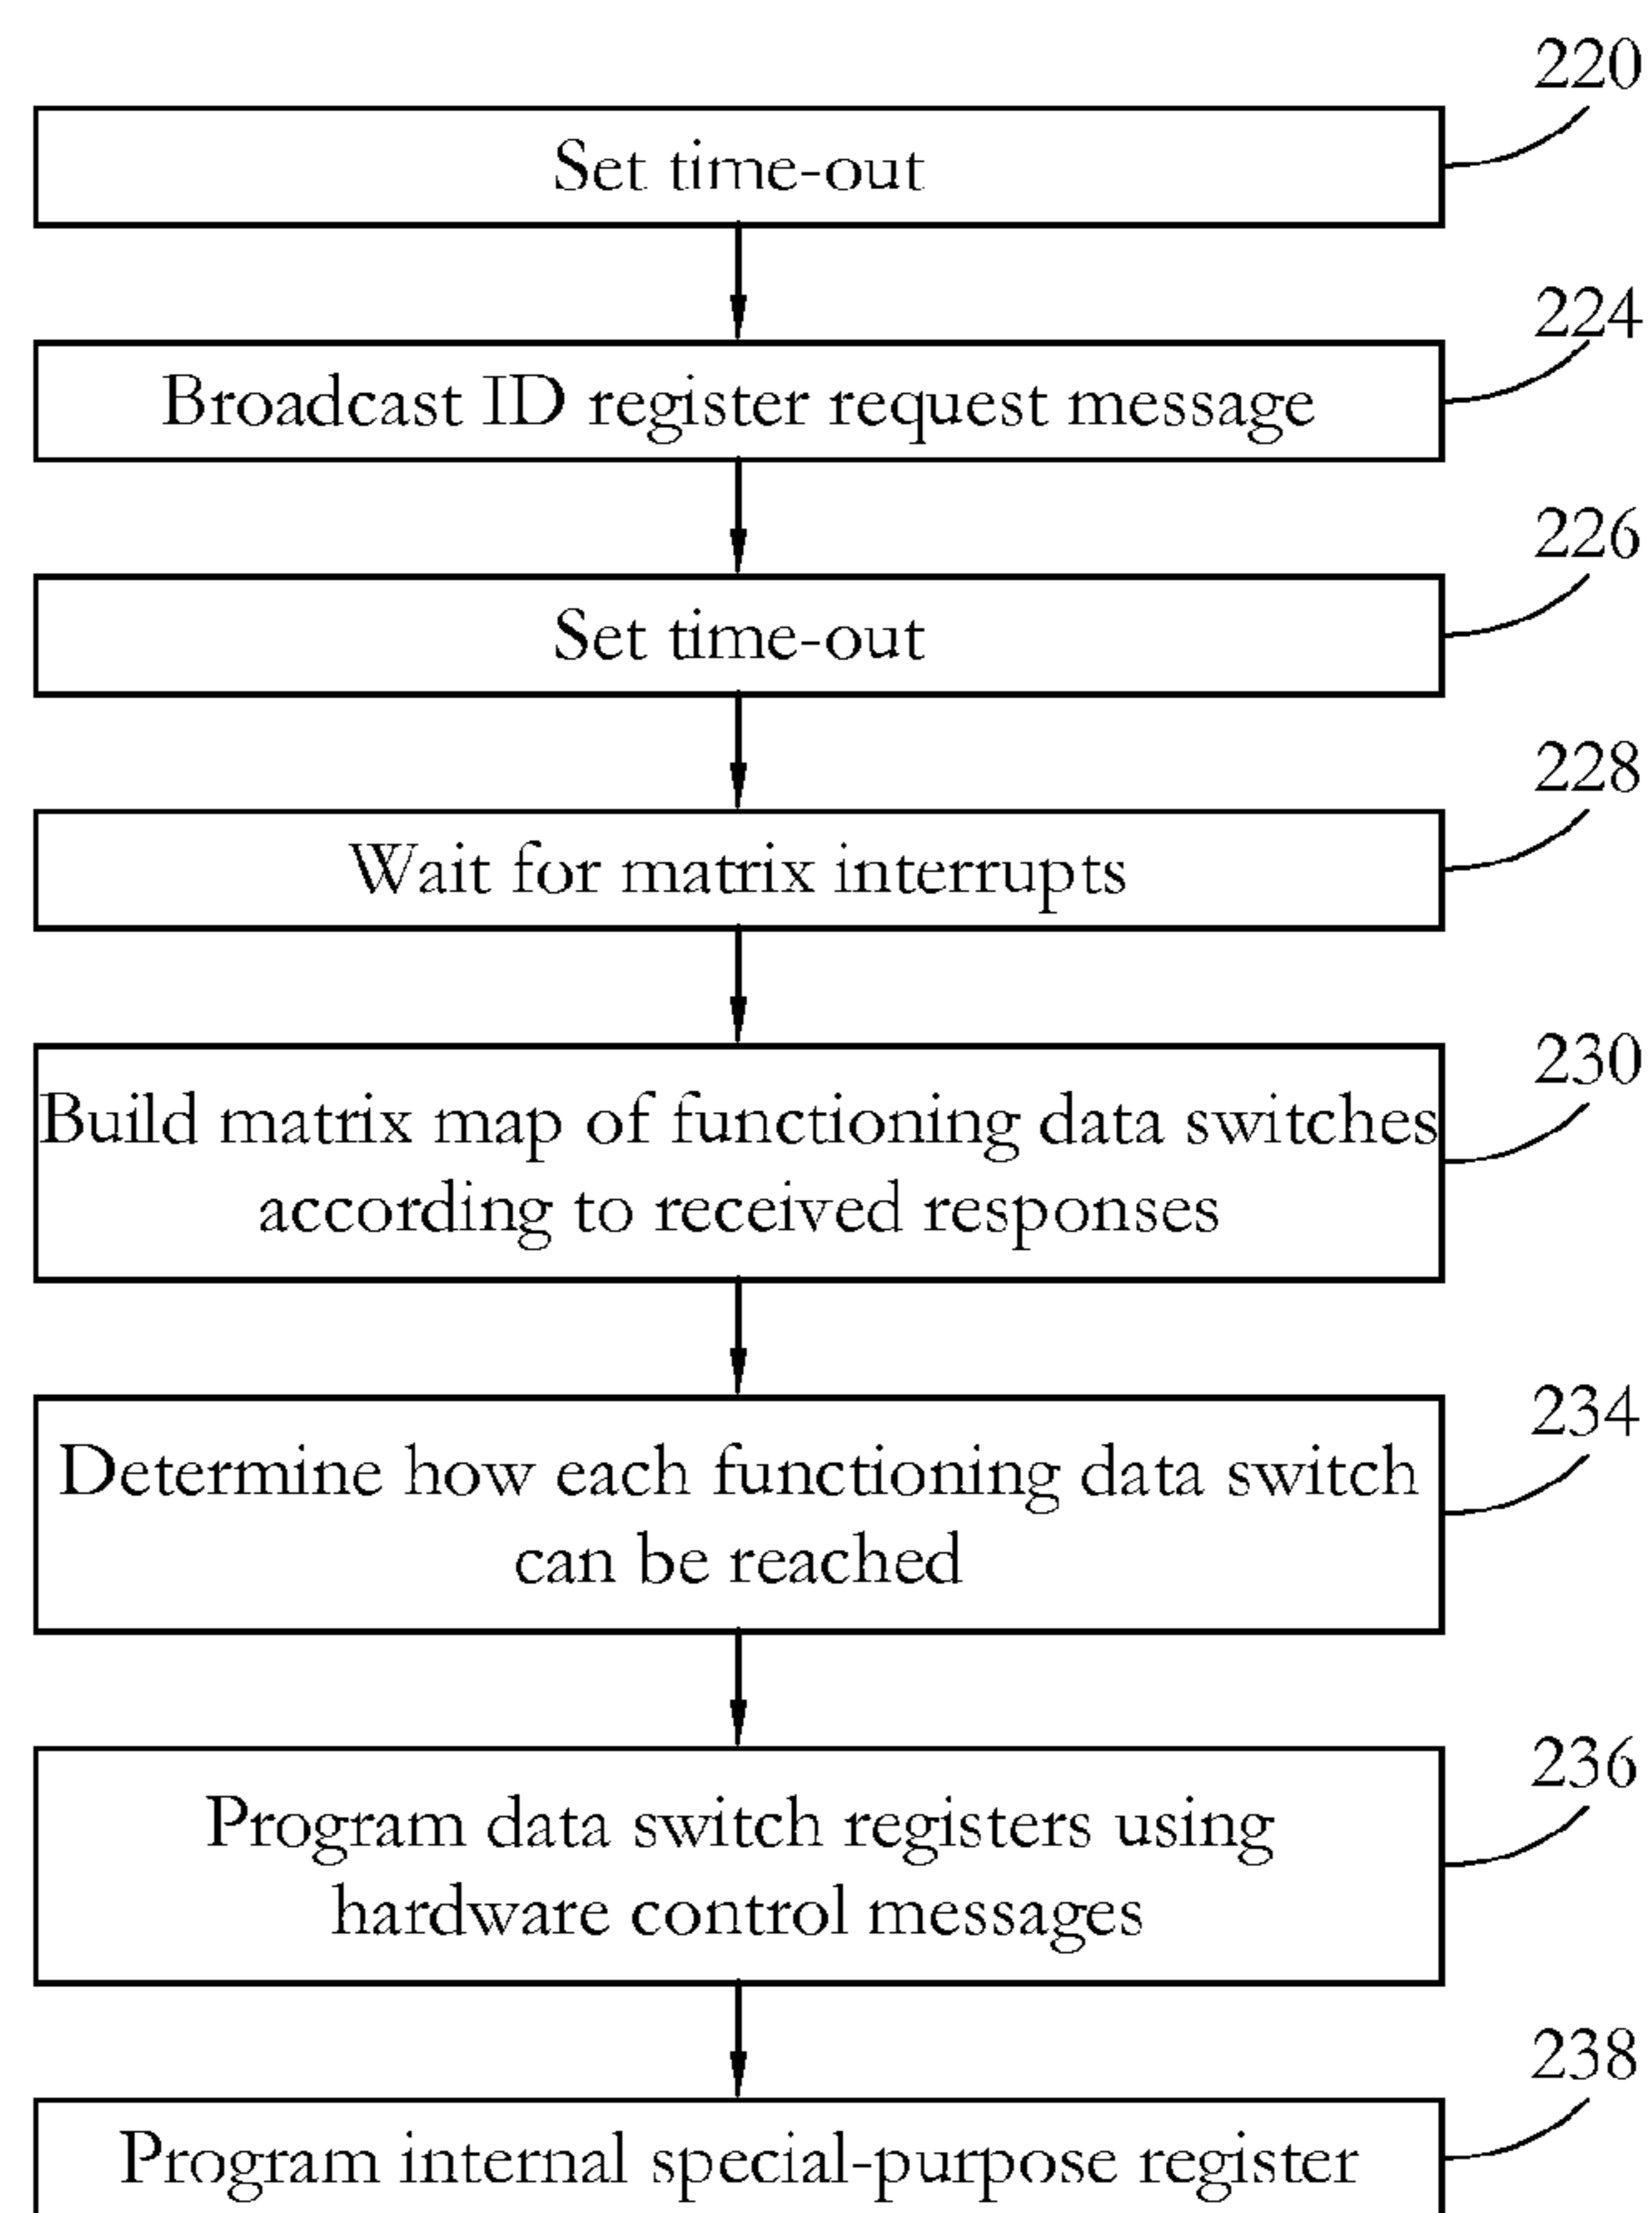 220
Set time-out
224
Broadcast ID register request message
226
Set time-out
228
Wait for matrix interrupts
230
Build matrix map of functioning data switches
according to received responses
234
Determine how each functioning data switch
can be reached
236
Program data switch registers using
hardware control messages
238
Program internal special-purpose register